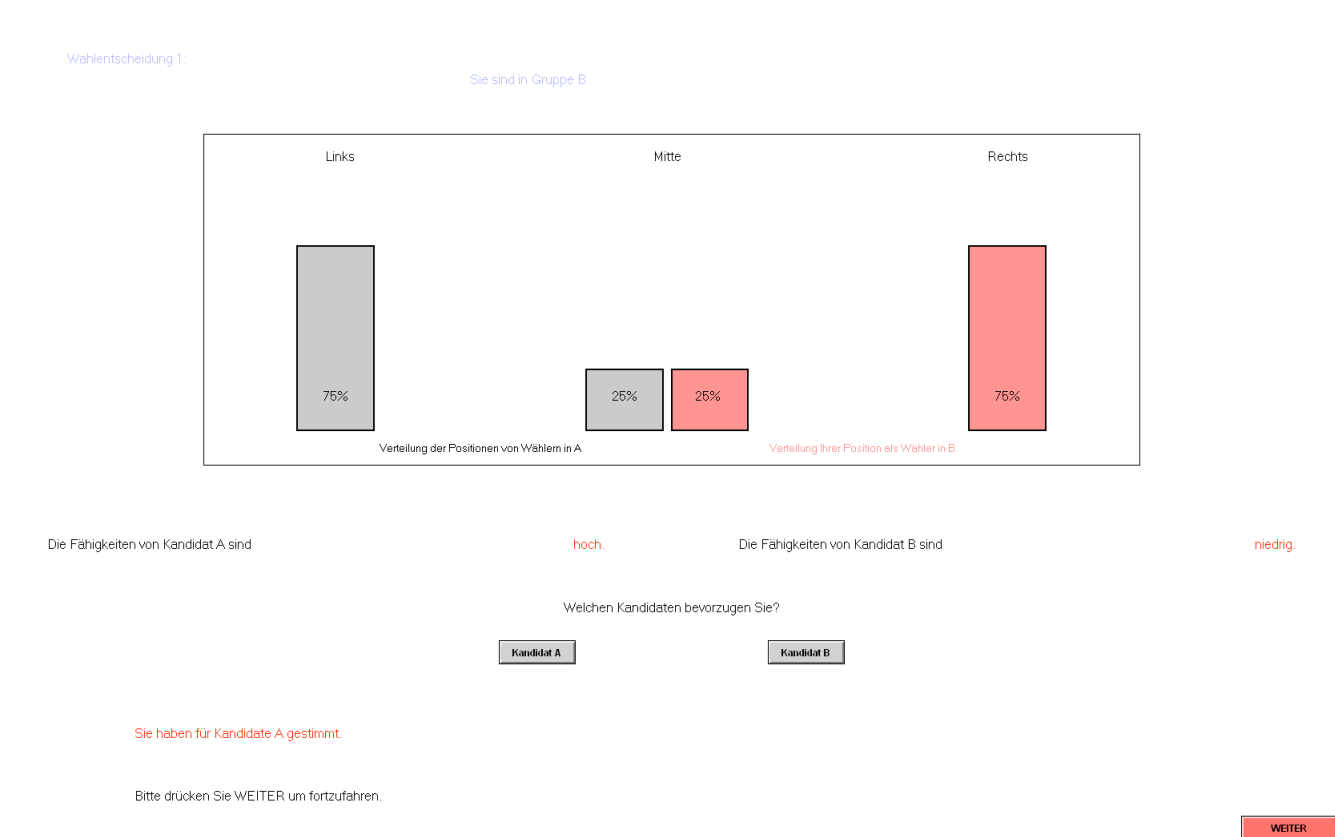 Wahlentscheidung 1:
Sie sind in Gruppe B
Links Mitte Rechts
75% 25% 25% 75%
Verteilung der Positionen von Wählern in A Verteilung Ihrer Position als Wähler in B
Die Fähigkeiten von Kandidat A sind hoch. Die Fähigkeiten von Kandidat B sind niedrig.
Welchen Kandidaten bevorzugen Sie?
Kandidat A Kandidat B
Sie haben für Kandidate A gestimmt.
Bitte drücken Sie WEITER um fortzufahren.
WEITER